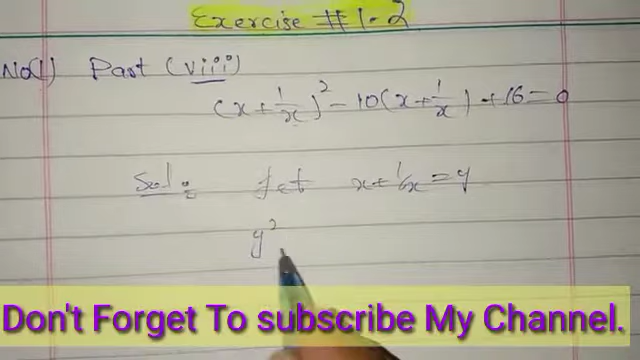 Exercise # 1.2
No(1) Part (viii)
(x + 1/x)² - 10(x + 1/x) + 16 = 0
Sol: Let x + 1/x = y
y²
Don't Forget To subscribe My Channel.